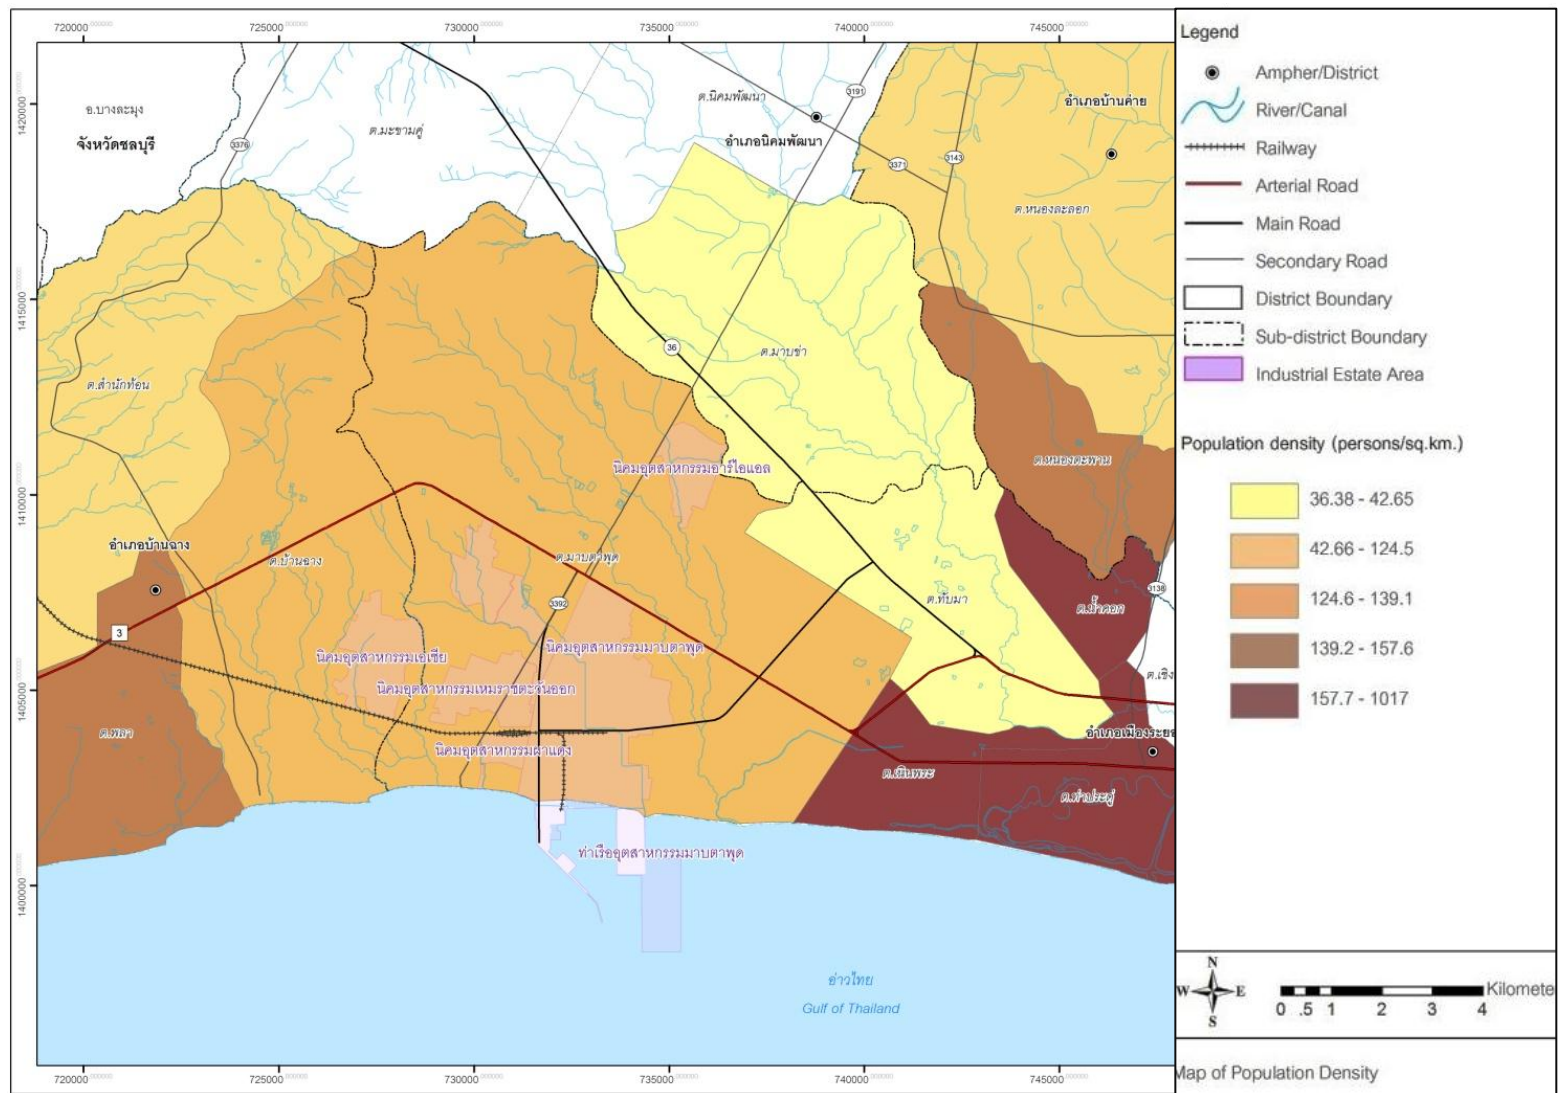 720000
725000
730000
735000
740000
745000
Legend
Ampher/District
River/Canal
Railway
Arterial Road
Main Road
Secondary Road
District Boundary
Sub-district Boundary
Industrial Estate Area
Population density (persons/sq.km.)
36.38 - 42.65
42.66 - 124.5
124.6 - 139.1
139.2 - 157.6
157.7 - 1017
N
W
E
S
Kilomete
0 .5 1 2 3 4
Map of Population Density
1420000
1415000
1410000
1405000
1400000
อ.บางละมุง
จังหวัดชลบุรี
3376
ต.มะขามคู่
ต.นิคมพัฒนา
3191
อำเภอนิคมพัฒนา
3371
3143
อำเภอบ้านค่าย
ต.หนองละลอก
36
ต.มาบข่า
ต.สำนักท้อน
นิคมอุตสาหกรรมอาร์ไอแอล
ต.หนองตะพาน
อำเภอบ้านฉาง
ต.บ้านฉาง
ต.มาบตาพุด
3392
ต.ทับมา
3138
ต.น้ำคอก
3
นิคมอุตสาหกรรมเอเซีย
นิคมอุตสาหกรรมมาบตาพุด
นิคมอุตสาหกรรมเหมราชตะวันออก
ต.เชิง
ต.พลา
นิคมอุตสาหกรรมผาแดง
อำเภอเมืองระยอ
ต.เนินพระ
ต.ท่าประดู่
ท่าเรืออุตสาหกรรมมาบตาพุด
อ่าวไทย
Gulf of Thailand
720000
725000
730000
735000
740000
745000